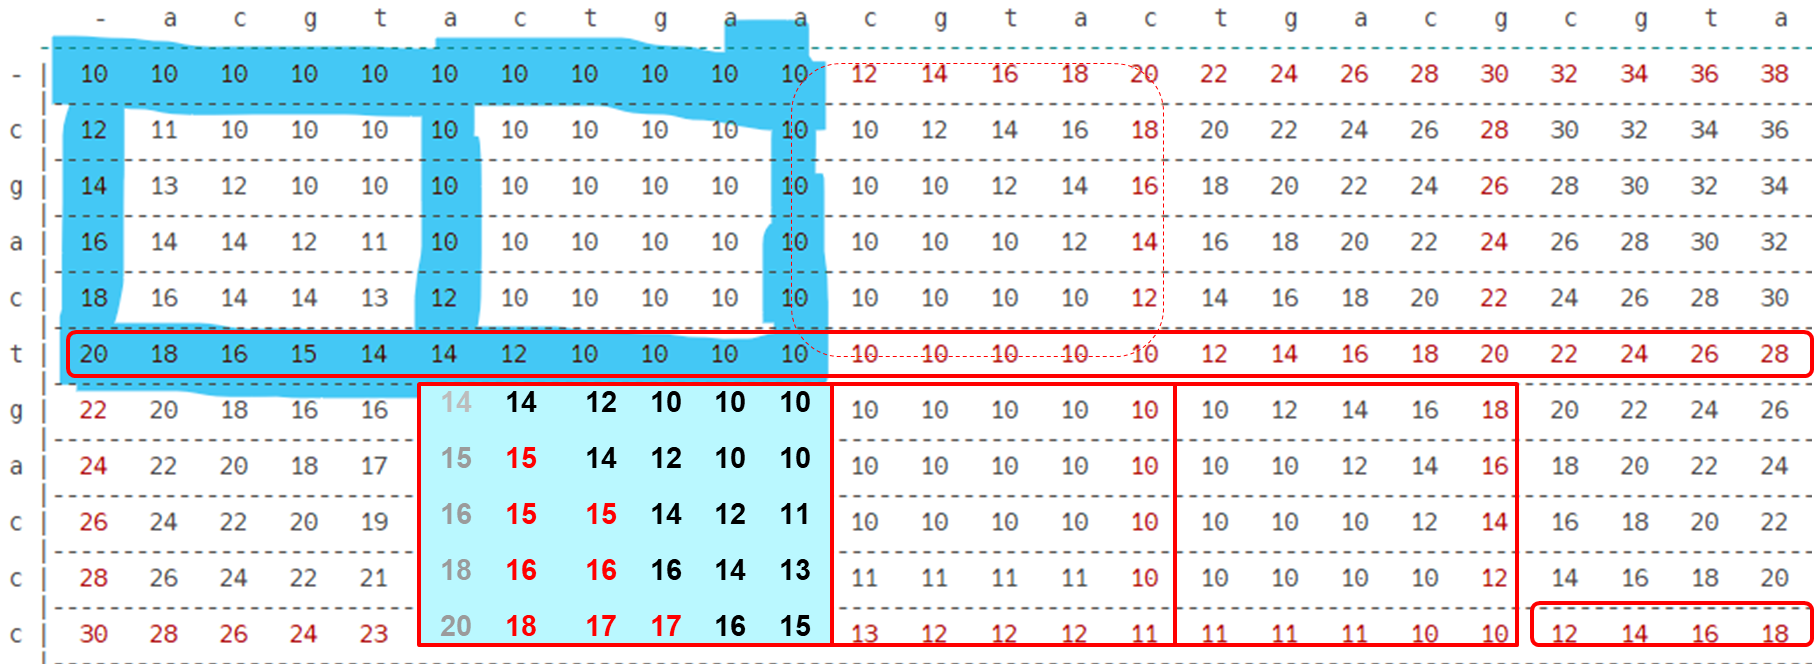 - a c g t a c t g a a c g t a c t g a c g c g t a
- | 10 10 10 10 10 10 10 10 10 10 10 12 14 16 18 20 22 24 26 28 30 32 34 36 38
c | 12 11 10 10 10 10 10 10 10 10 10 10 12 14 16 18 20 22 24 26 28 30 32 34 36
g | 14 13 12 10 10 10 10 10 10 10 10 10 10 12 14 16 18 20 22 24 26 28 30 32 34
a | 16 14 14 12 11 10 10 10 10 10 10 10 10 10 12 14 16 18 20 22 24 26 28 30 32
c | 18 16 14 14 13 12 10 10 10 10 10 10 10 10 10 12 14 16 18 20 22 24 26 28 30
t | 20 18 16 15 14 14 12 10 10 10 10 10 10 10 10 10 12 14 16 18 20 22 24 26 28
g | 22 20 18 16 16 14 14 12 10 10 10 10 10 10 10 10 10 12 14 16 18 20 22 24 26
a | 24 22 20 18 17 15 15 14 12 10 10 10 10 10 10 10 10 10 12 14 16 18 20 22 24
c | 26 24 22 20 19 16 15 15 14 12 11 10 10 10 10 10 10 10 10 12 14 16 18 20 22
c | 28 26 24 22 21 18 16 16 16 14 13 11 11 11 11 10 10 10 10 10 12 14 16 18 20
c | 30 28 26 24 23 20 18 17 17 16 15 13 12 12 12 11 11 11 11 10 10 12 14 16 18